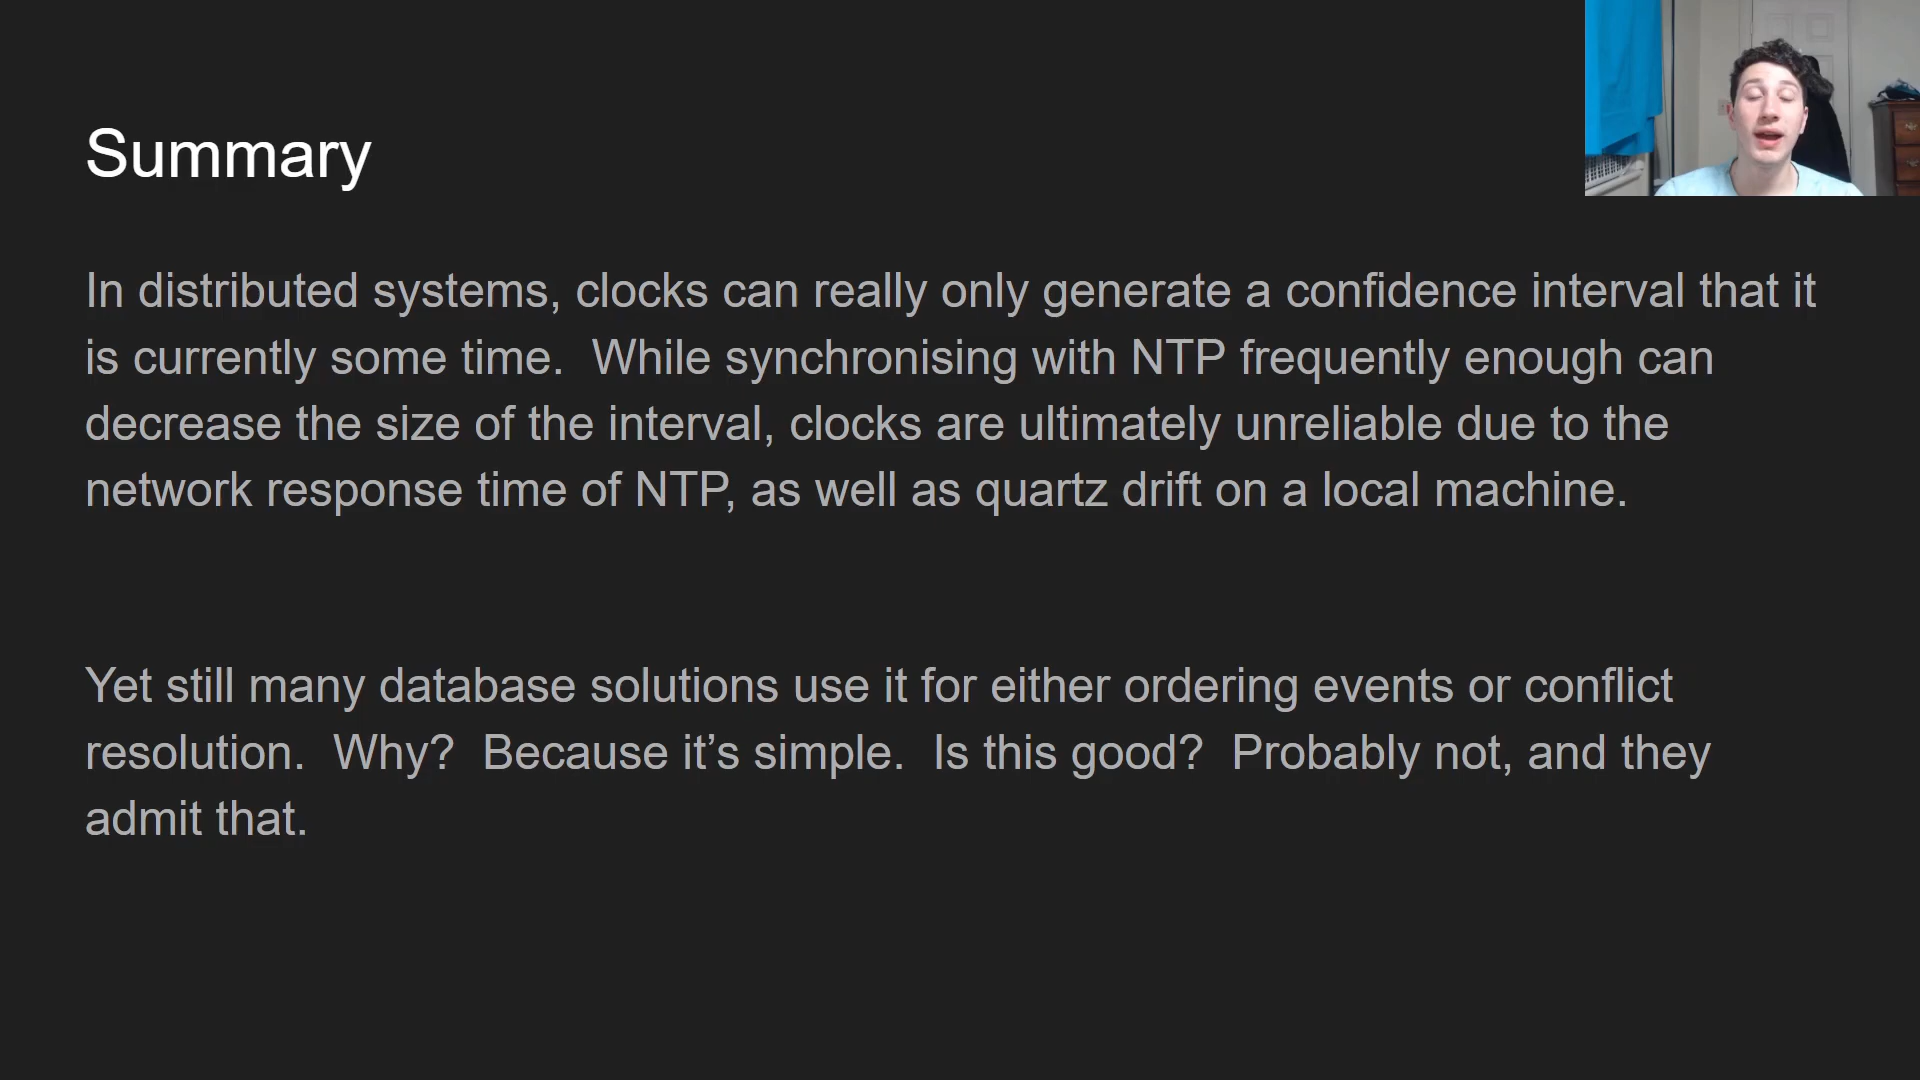 Summary
In distributed systems, clocks can really only generate a confidence interval that it
is currently some time.  While synchronising with NTP frequently enough can
decrease the size of the interval, clocks are ultimately unreliable due to the
network response time of NTP, as well as quartz drift on a local machine.
Yet still many database solutions use it for either ordering events or conflict
resolution.  Why?  Because it’s simple.  Is this good?  Probably not, and they
admit that.